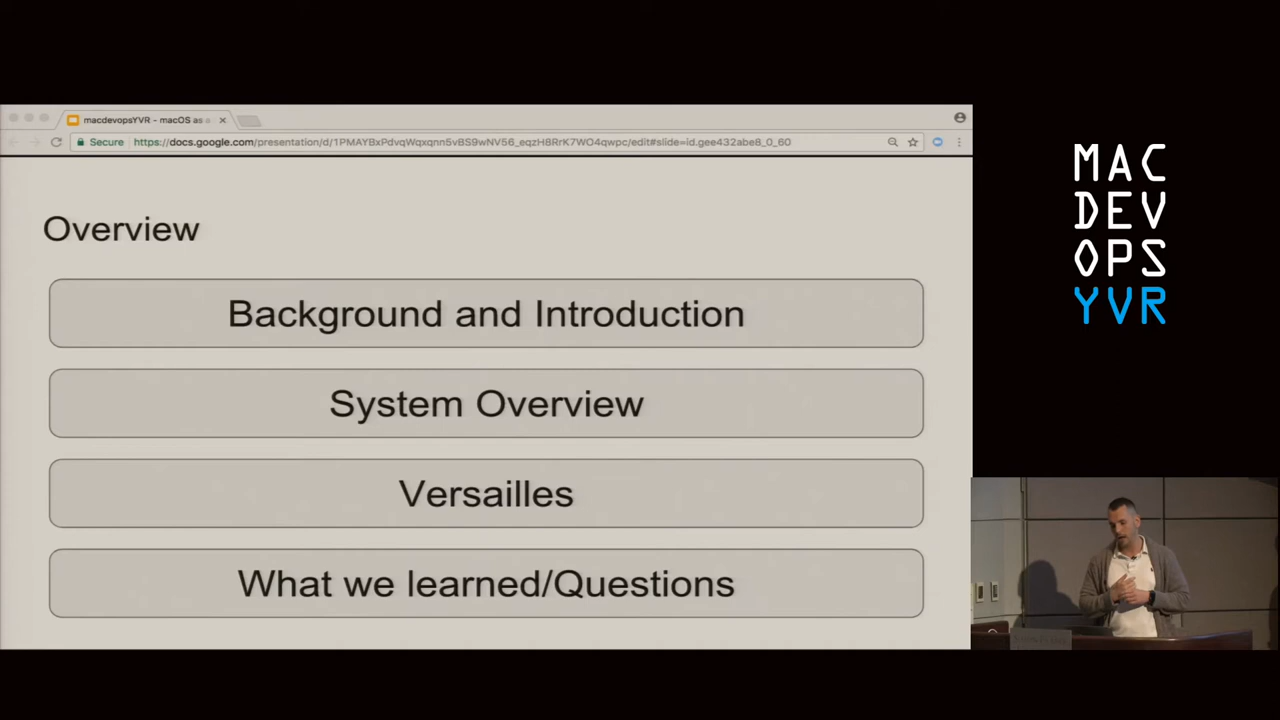 macdevopsYVR - macOS as a
Secure
https://docs.google.com/presentation/d/1PMAYBxPdvqWqxqnn5vBS9wNV56_eqzH8RrK7WO4qwpc/edit#slide=id.gee432abe8_0_60
Overview
Background and Introduction
System Overview
Versailles
What we learned/Questions
MAC
DEV
OPS
YVR